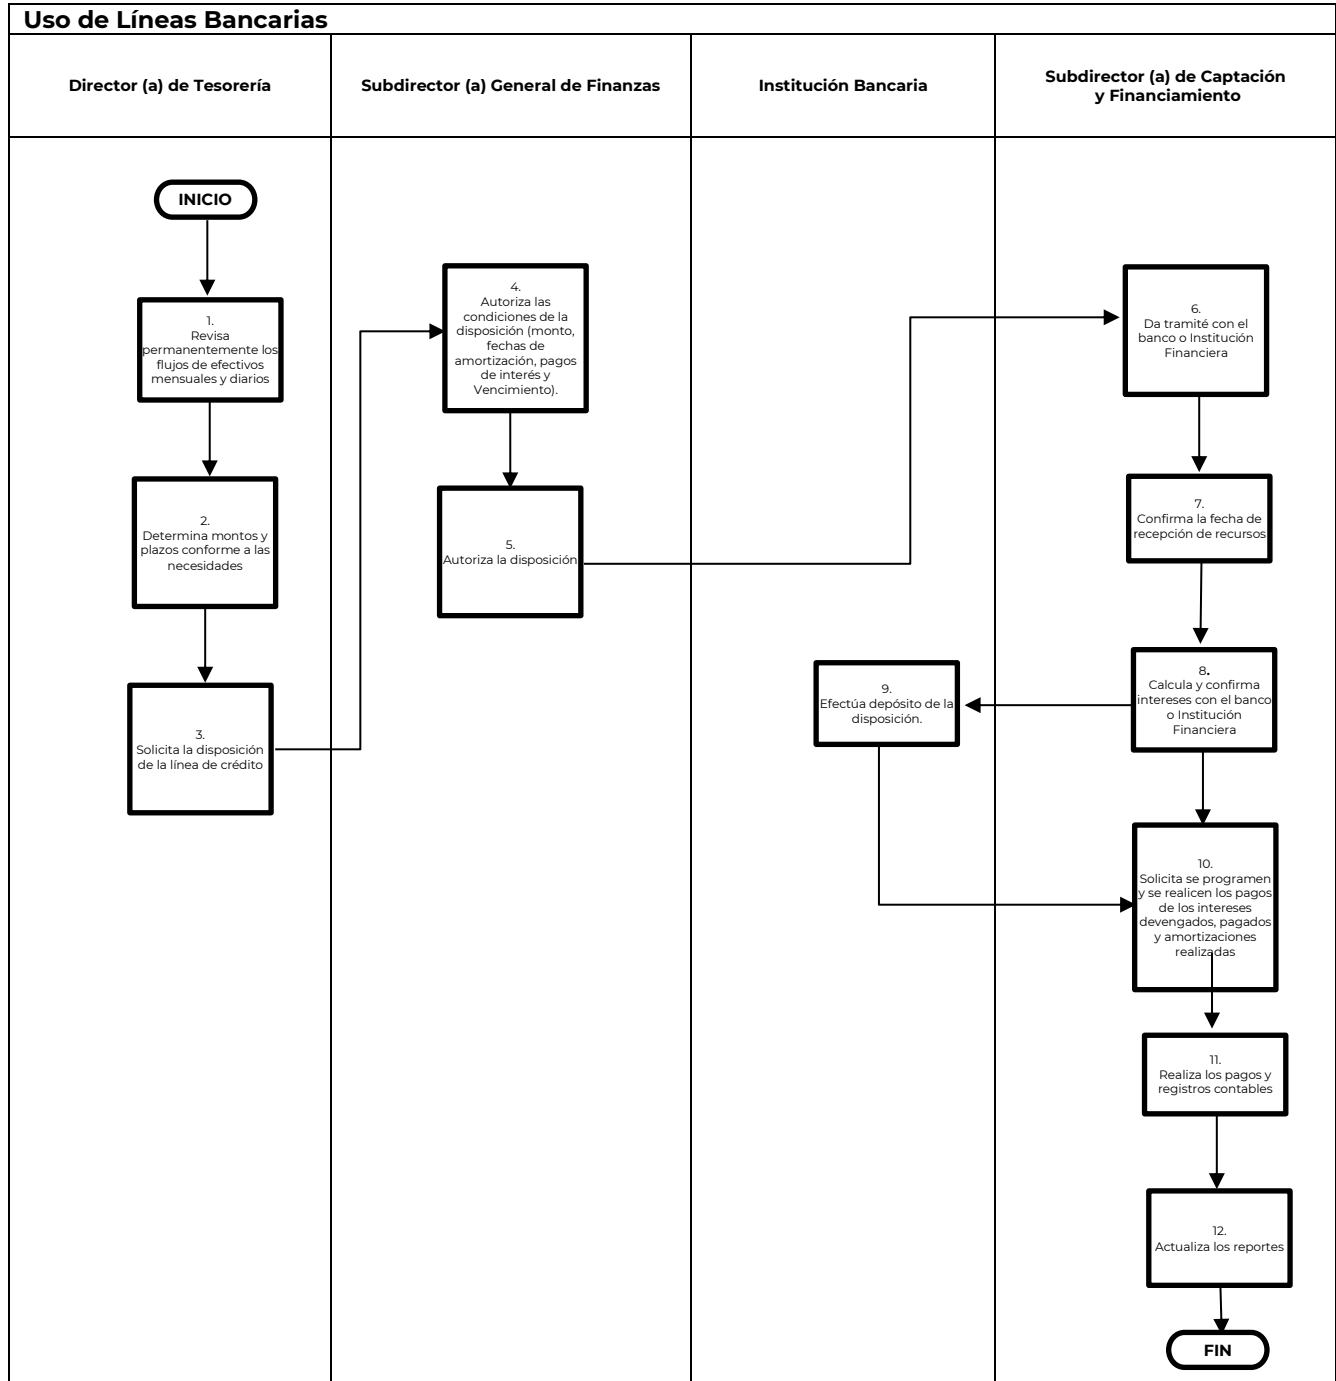 Uso de Líneas Bancarias
Director (a) de Tesorería
Subdirector (a) General de Finanzas
Institución Bancaria
Subdirector (a) de Captación
y Financiamiento
INICIO
1.
Revisa
permanentemente los
flujos de efectivos
mensuales y diarios
2.
Determina montos y
plazos conforme a las
necesidades
3.
Solicita la disposición
de la línea de crédito
4.
Autoriza las
condiciones de la
disposición (monto,
fechas de
amortización, pagos
de interés y
Vencimiento).
5.
Autoriza la disposición
6.
Da tramité con el
banco o Institución
Financiera
7.
Confirma la fecha de
recepción de recursos
8.
Calcula y confirma
intereses con el banco
o Institución
Financiera
9.
Efectúa depósito de la
disposición.
10.
Solicita se programen
y se realicen los pagos
de los intereses
devengados, pagados
y amortizaciones
realizadas
11.
Realiza los pagos y
registros contables
12.
Actualiza los reportes
FIN